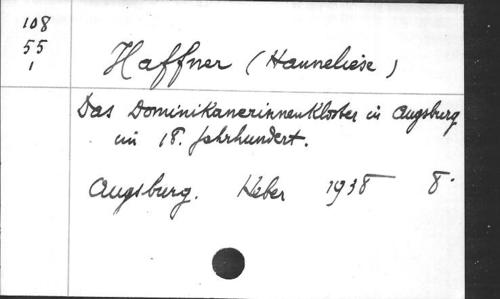 108
55
1
Haffner (Hanneliese)
Das Dominikanerinnenkloster in Augsburg
im 18. Jahrhundert.
Augsburg. Weber 1938 8°